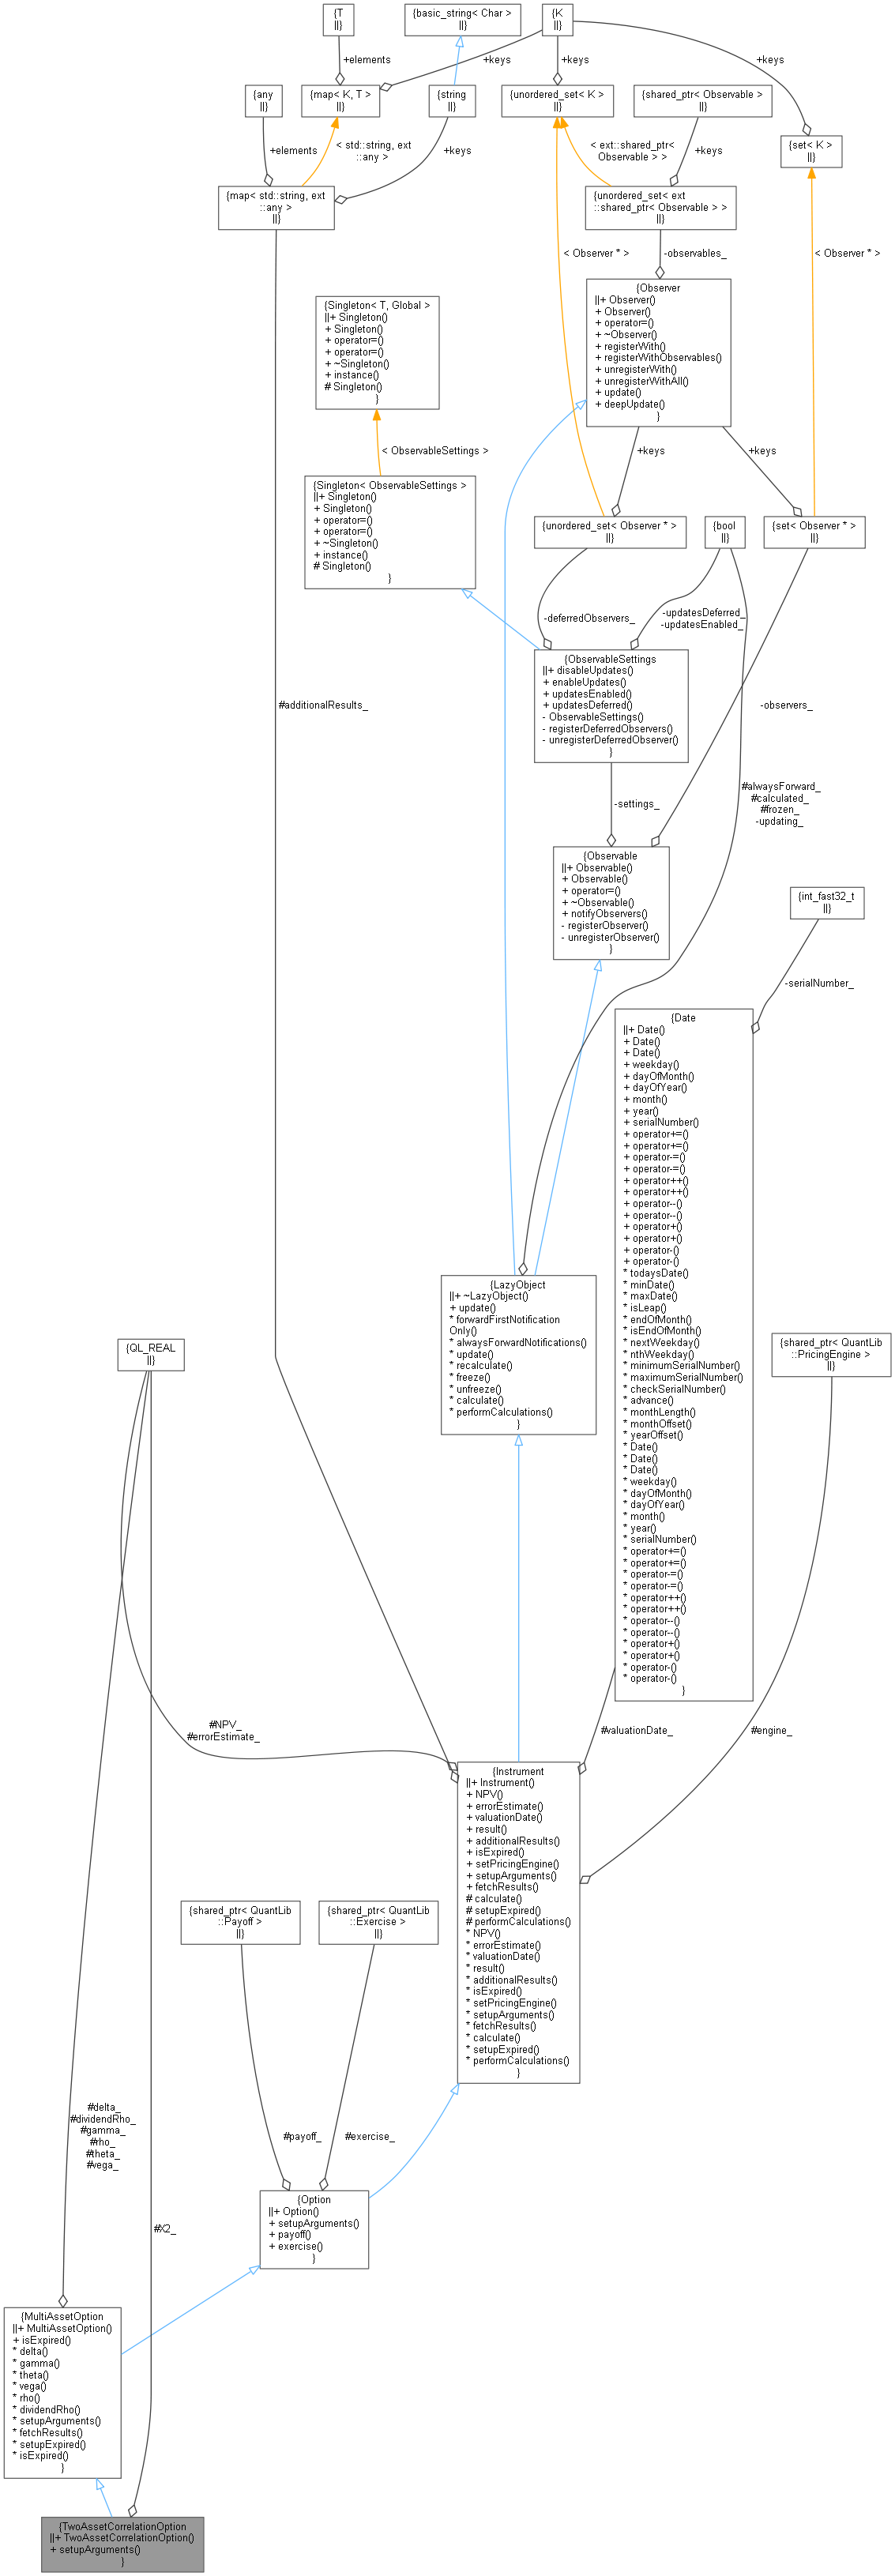 {T
||}
{basic_string< Char >
||}
{K
||}
+elements
+keys
+keys
+keys
{any
||}
{map< K, T >
||}
{string
||}
{unordered_set< K >
||}
{shared_ptr< Observable >
||}
{set< K >
||}
+elements
< std::string, ext
::any >
+keys
< ext::shared_ptr<
Observable > >
+keys
{map< std::string, ext
::any >
||}
{unordered_set< ext
::shared_ptr< Observable > >
||}
< Observer * >
-observables_
< Observer * >
{Singleton< T, Global >
||+ Singleton()
+ Singleton()
+ operator=()
+ operator=()
+ ~Singleton()
+ instance()
# Singleton()
}
{Observer
||+ Observer()
+ Observer()
+ operator=()
+ ~Observer()
+ registerWith()
+ registerWithObservables()
+ unregisterWith()
+ unregisterWithAll()
+ update()
+ deepUpdate()
}
< ObservableSettings >
+keys
+keys
{Singleton< ObservableSettings >
||+ Singleton()
+ Singleton()
+ operator=()
+ operator=()
+ ~Singleton()
+ instance()
# Singleton()
}
{unordered_set< Observer * >
||}
{bool
||}
{set< Observer * >
||}
-deferredObservers_
-updatesDeferred_
-updatesEnabled_
{ObservableSettings
||+ disableUpdates()
+ enableUpdates()
+ updatesEnabled()
+ updatesDeferred()
- ObservableSettings()
- registerDeferredObservers()
- unregisterDeferredObserver()
}
#additionalResults_
-observers_
-settings_
#alwaysForward_
#calculated_
#frozen_
-updating_
{Observable
||+ Observable()
+ Observable()
+ operator=()
+ ~Observable()
+ notifyObservers()
- registerObserver()
- unregisterObserver()
}
{int_fast32_t
||}
-serialNumber_
{Date
||+ Date()
+ Date()
+ Date()
+ weekday()
+ dayOfMonth()
+ dayOfYear()
+ month()
+ year()
+ serialNumber()
+ operator+=()
+ operator+=()
+ operator-=()
+ operator-=()
+ operator++()
+ operator++()
+ operator--()
+ operator--()
+ operator+()
+ operator+()
+ operator-()
+ operator-()
* todaysDate()
* minDate()
* maxDate()
* isLeap()
* endOfMonth()
* isEndOfMonth()
* nextWeekday()
* nthWeekday()
* minimumSerialNumber()
* maximumSerialNumber()
* checkSerialNumber()
* advance()
* monthLength()
* monthOffset()
* yearOffset()
* Date()
* Date()
* Date()
* weekday()
* dayOfMonth()
* dayOfYear()
* month()
* year()
* serialNumber()
* operator+=()
* operator+=()
* operator-=()
* operator-=()
* operator++()
* operator++()
* operator--()
* operator--()
* operator+()
* operator+()
* operator-()
* operator-()
}
{LazyObject
||+ ~LazyObject()
+ update()
* forwardFirstNotification
Only()
* alwaysForwardNotifications()
* update()
* recalculate()
* freeze()
* unfreeze()
* calculate()
* performCalculations()
}
{QL_REAL
||}
{shared_ptr< QuantLib
::PricingEngine >
||}
#NPV_
#errorEstimate_
#valuationDate_
#engine_
{Instrument
||+ Instrument()
+ NPV()
+ errorEstimate()
+ valuationDate()
+ result()
+ additionalResults()
+ isExpired()
+ setPricingEngine()
+ setupArguments()
+ fetchResults()
# calculate()
# setupExpired()
# performCalculations()
* NPV()
* errorEstimate()
* valuationDate()
* result()
* additionalResults()
* isExpired()
* setPricingEngine()
* setupArguments()
* fetchResults()
* calculate()
* setupExpired()
* performCalculations()
}
{shared_ptr< QuantLib
::Payoff >
||}
{shared_ptr< QuantLib
::Exercise >
||}
#delta_
#dividendRho_
#gamma_
#rho_
#theta_
#vega_
#payoff_
#exercise_
{Option
||+ Option()
+ setupArguments()
+ payoff()
+ exercise()
}
#X2_
{MultiAssetOption
||+ MultiAssetOption()
+ isExpired()
* delta()
* gamma()
* theta()
* vega()
* rho()
* dividendRho()
* setupArguments()
* fetchResults()
* setupExpired()
* isExpired()
}
{TwoAssetCorrelationOption
||+ TwoAssetCorrelationOption()
+ setupArguments()
}